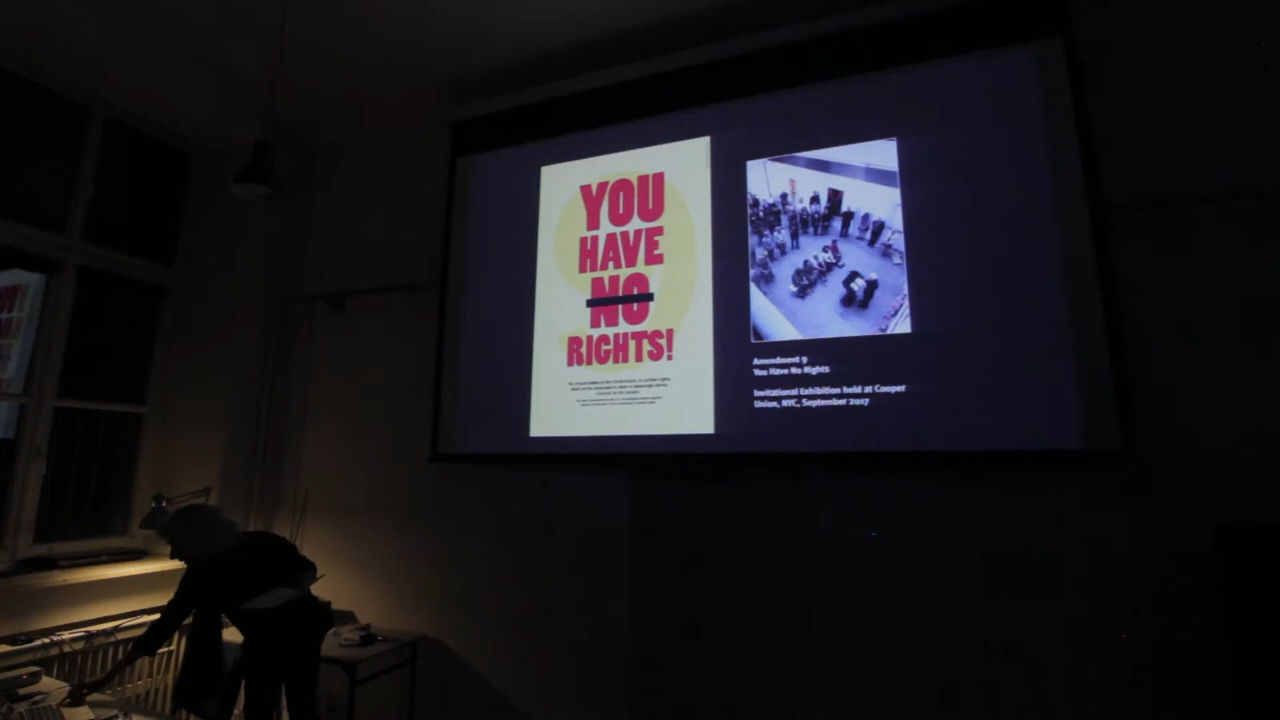 YOU
HAVE
NO
RIGHTS!
Amendment 9
You Have No Rights
Invitational Exhibition held at Cooper
Union, NYC, September 2017